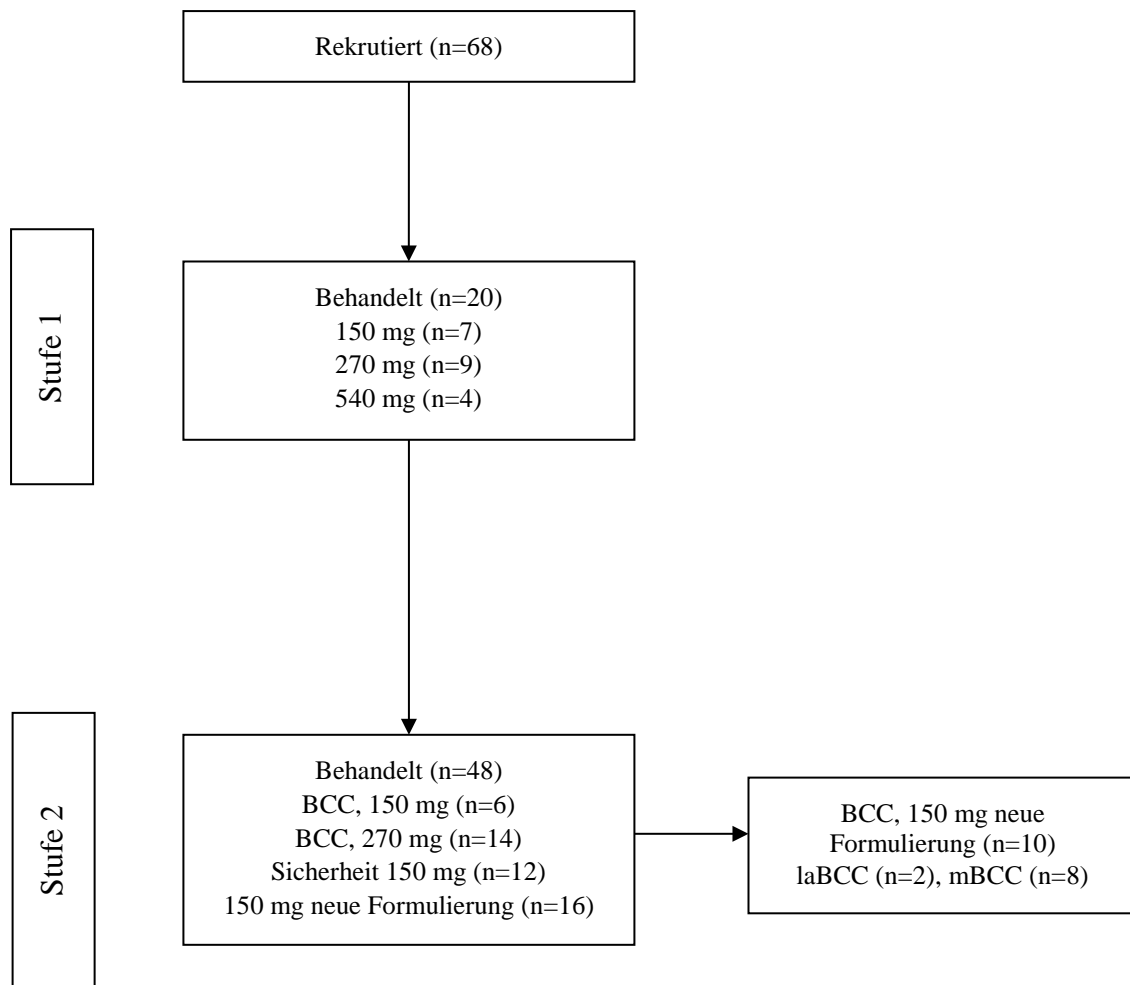 Rekrutiert (n=68)
Stufe 1
Behandelt (n=20)
150 mg (n=7)
270 mg (n=9)
540 mg (n=4)
Stufe 2
Behandelt (n=48)
BCC, 150 mg (n=6)
BCC, 270 mg (n=14)
Sicherheit 150 mg (n=12)
150 mg neue Formulierung (n=16)
BCC, 150 mg neue
Formulierung (n=10)
laBCC (n=2), mBCC (n=8)